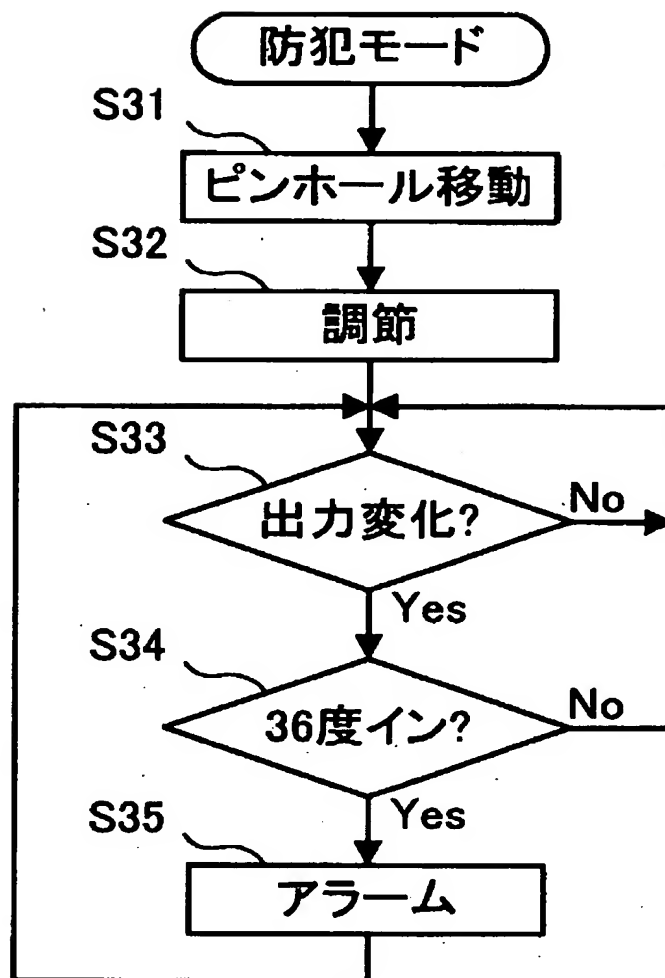 防犯モード
S31
ピンホール移動
S32
調節
S33
出力変化?
No
Yes
S34
36度イン?
No
Yes
S35
アラーム